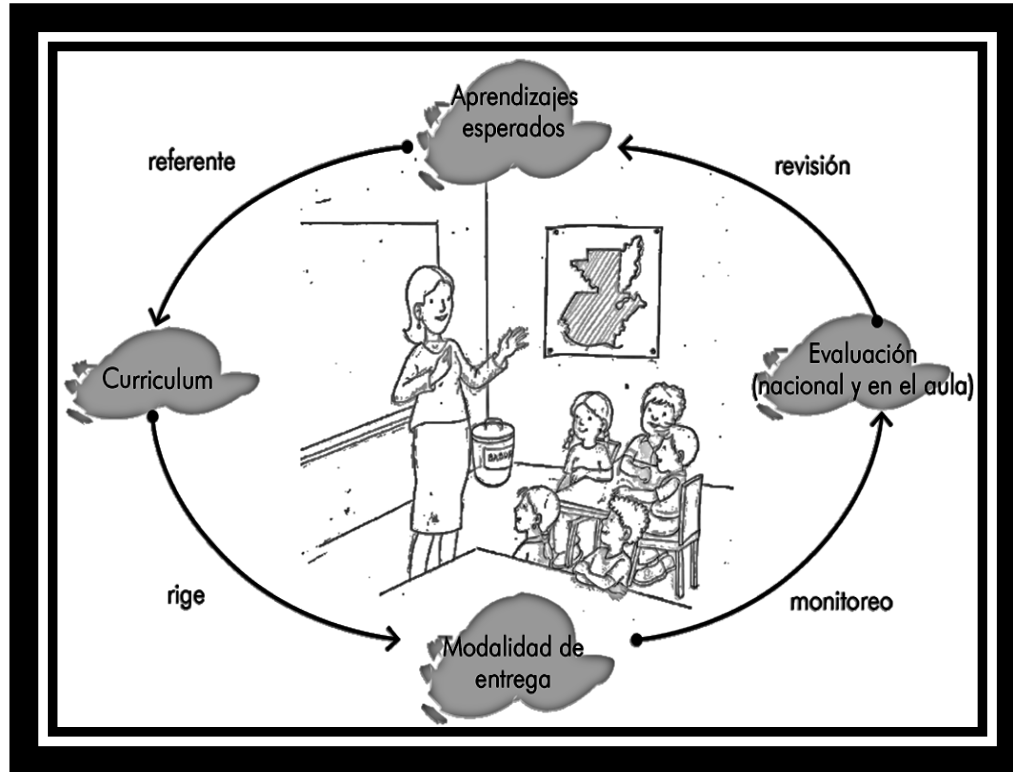 Aprendizajes
esperados
referente
revisión
Curriculum
Evaluación
(nacional y en el aula)
rige
monitoreo
Modalidad de
entrega